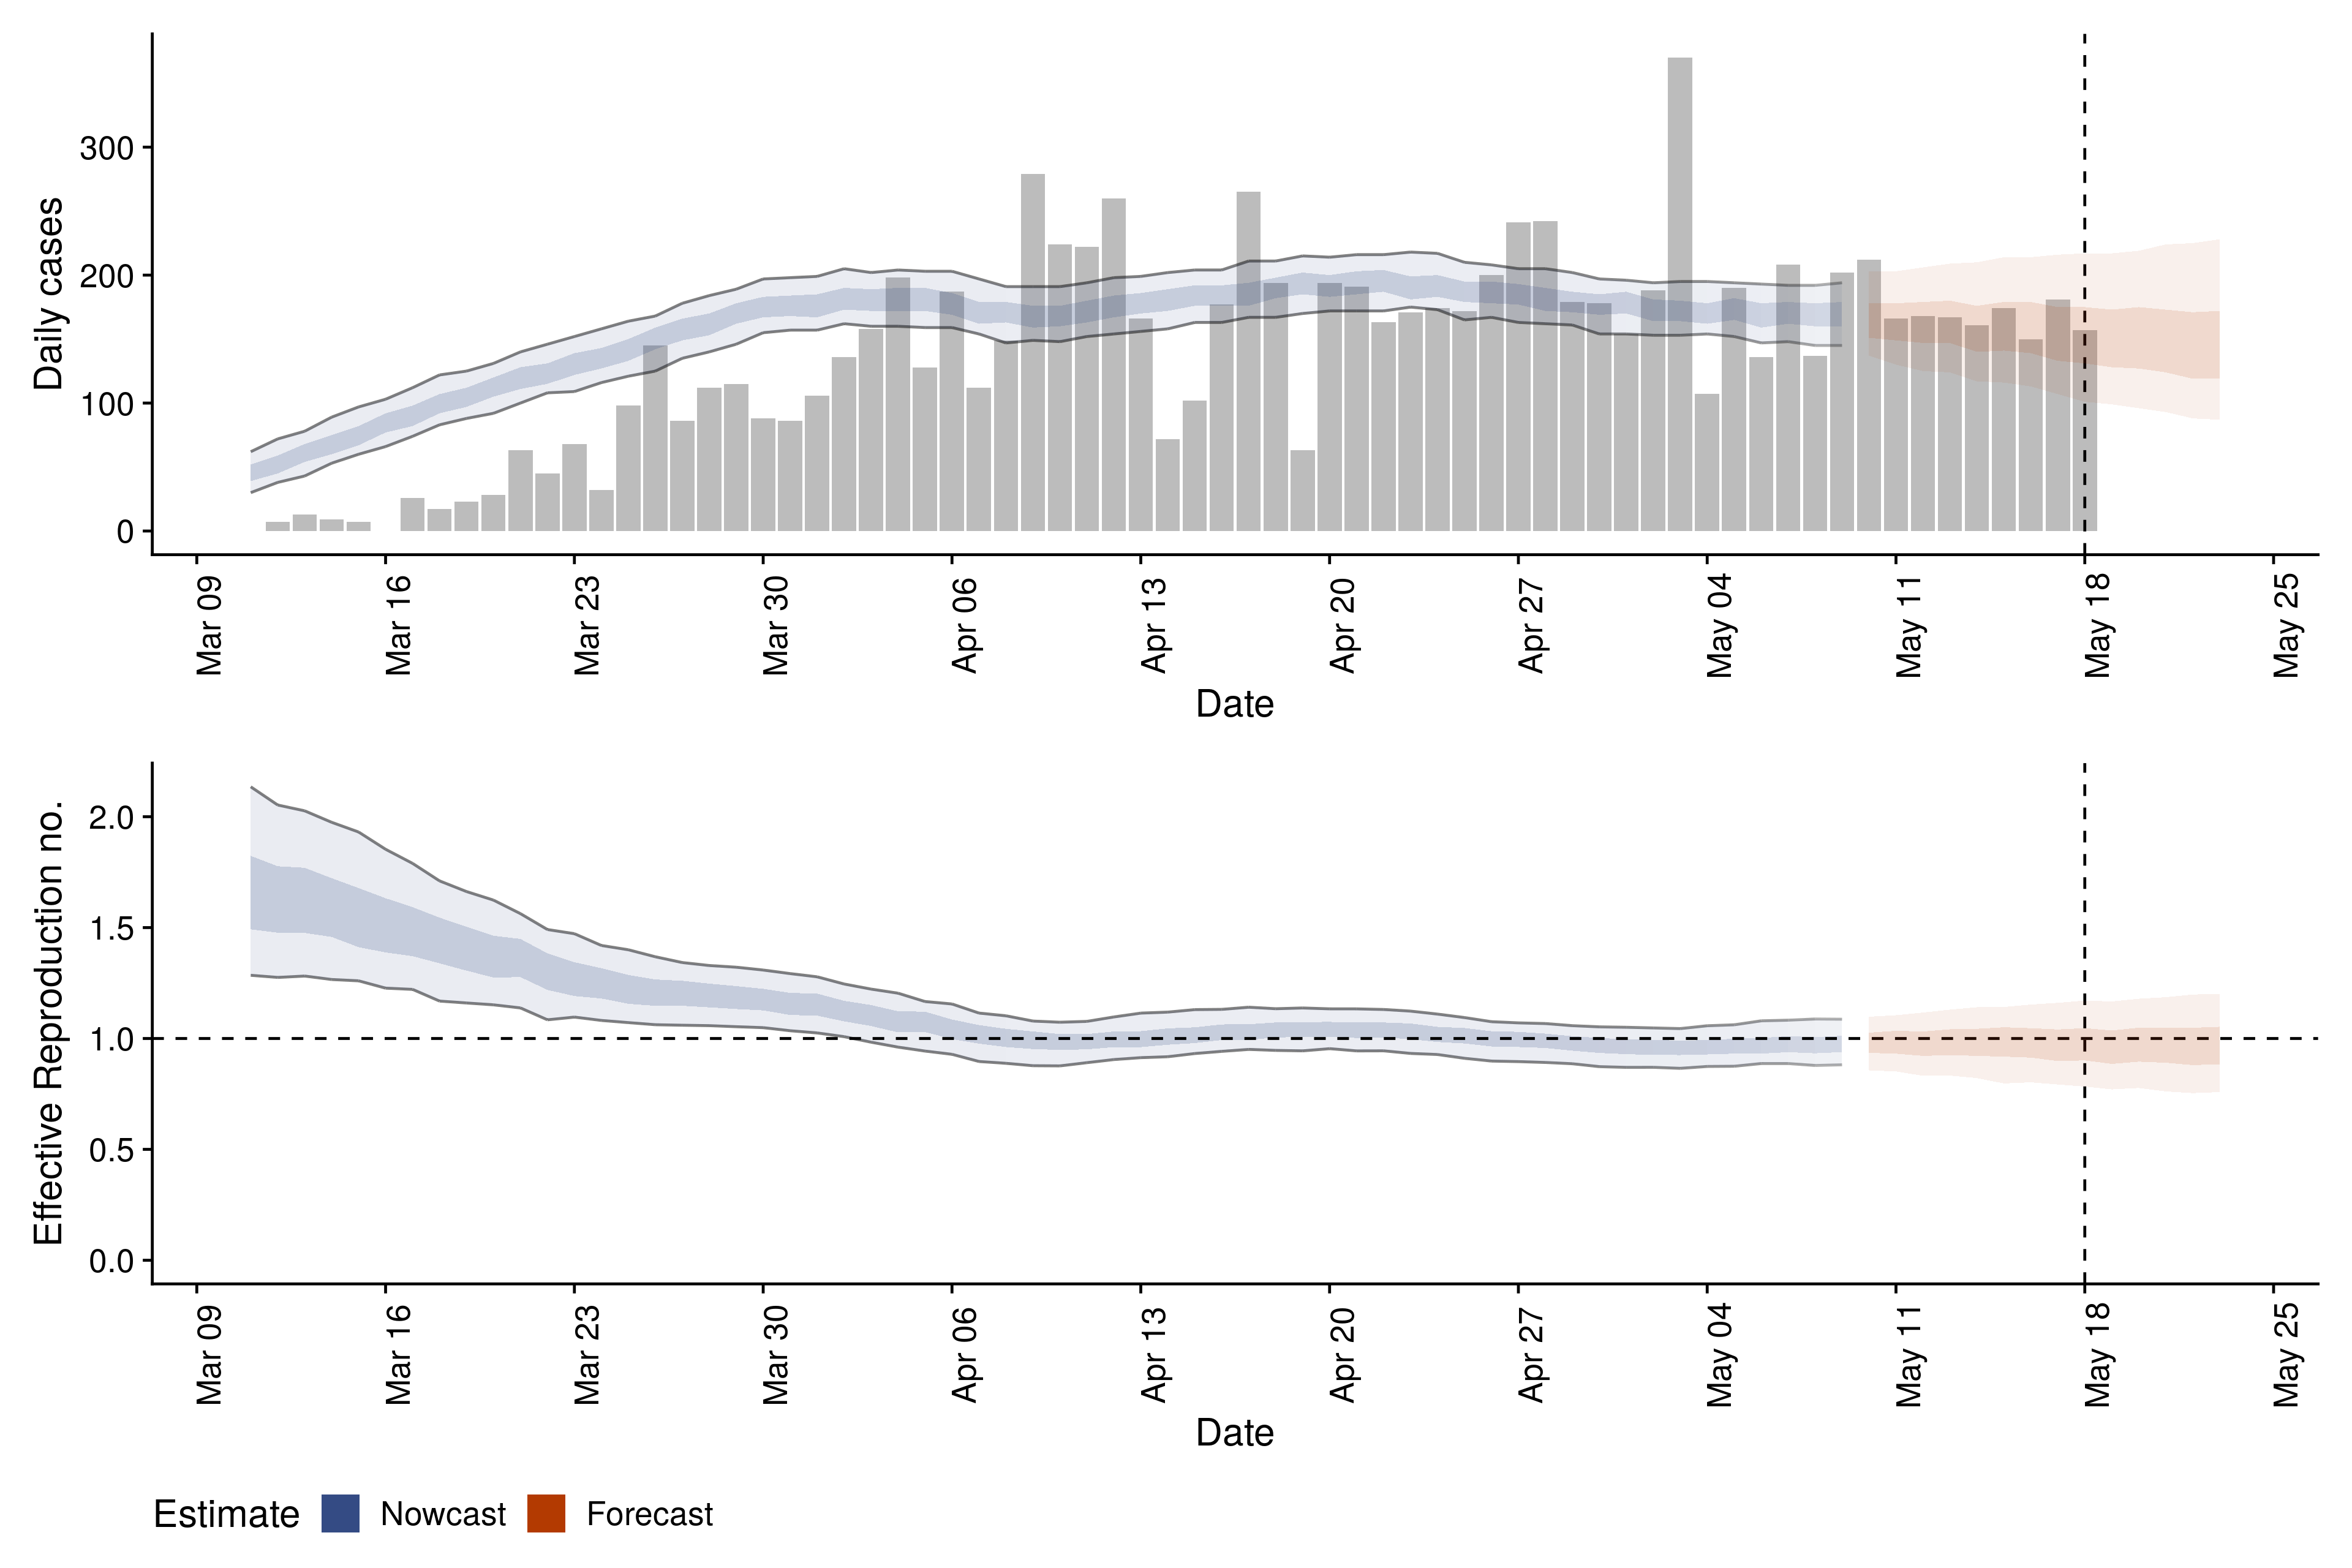 Daily cases
300
200
100
0
Mar 09
Mar 16
Mar 23
Mar 30
Apr 06
Apr 13
Apr 20
Apr 27
May 04
May 11
May 18
May 25
Date
Effective Reproduction no.
2.0
1.5
1.0
0.5
0.0
Mar 09
Mar 16
Mar 23
Mar 30
Apr 06
Apr 13
Apr 20
Apr 27
May 04
May 11
May 18
May 25
Date
Estimate Nowcast Forecast